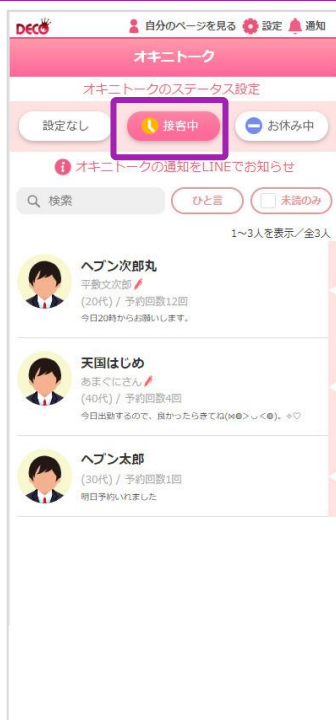 DECO 自分のページを見る 設定 通知
オキニトーク
オキニトークのステータス設定
設定なし 接客中 お休み中
オキニトークの通知をLINEでお知らせ
検索 ひと言 未読のみ
1~3人を表示/全3人
ヘブン次郎丸
平敷文次郎
(20代) / 予約回数12回
今日20時からお願いします。
天国はじめ
あまぐにさん
(40代) / 予約回数4回
今日出勤するので、良かったらきてね
ヘブン太郎
(30代) / 予約回数1回
明日予約いれました